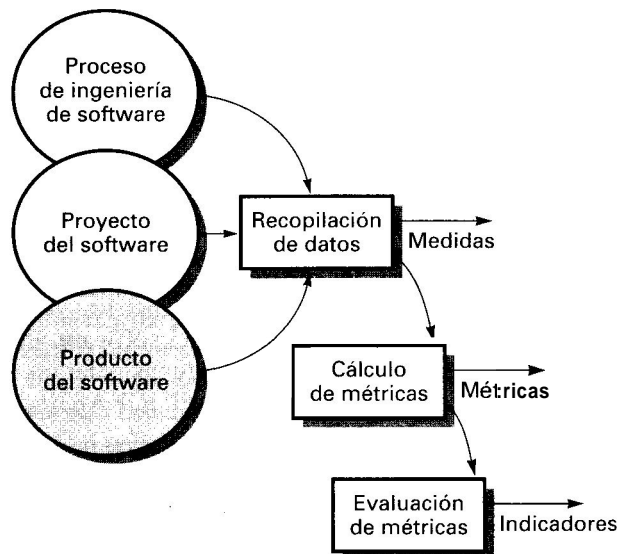 Proceso
de ingeniería
de software
Proyecto
del software
Producto
del software
Recopilación
de datos
Medidas
Cálculo
de métricas
Métricas
Evaluación
de métricas
Indicadores